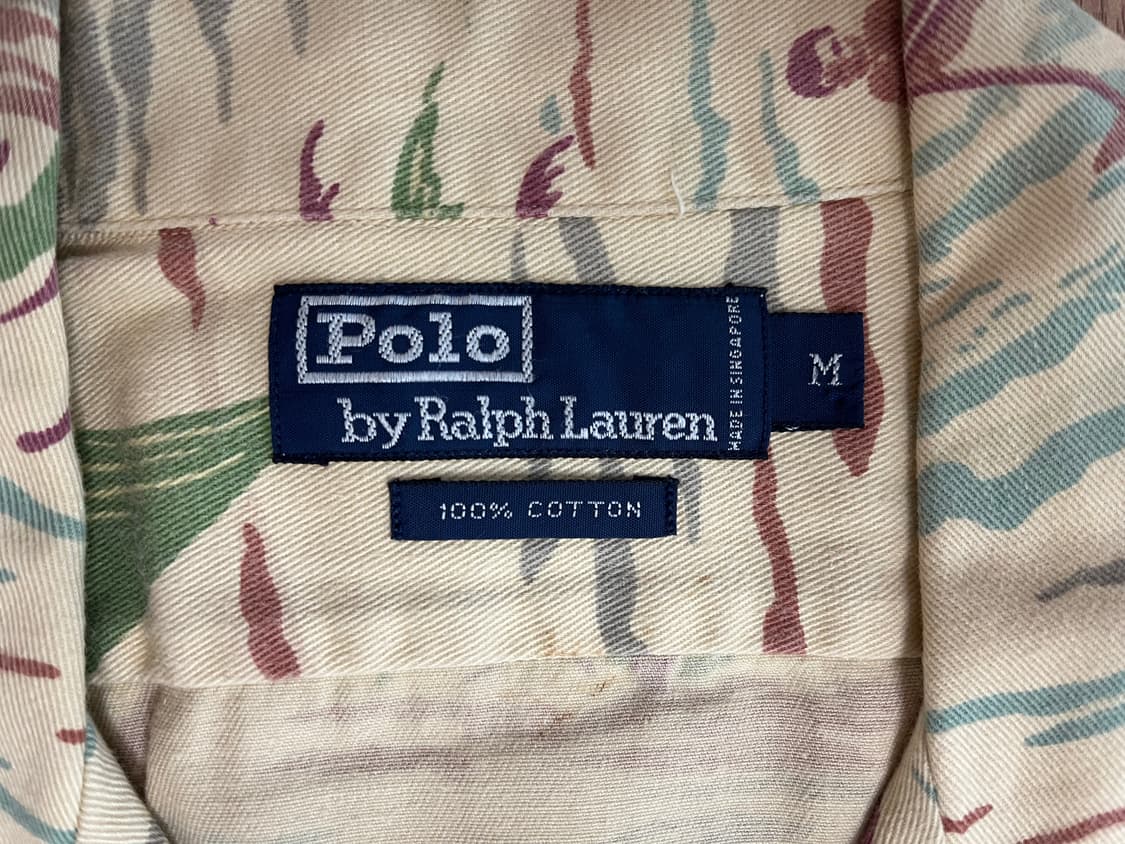 Polo
by Ralph Lauren
MADE IN SINGAPORE
M
100% COTTON